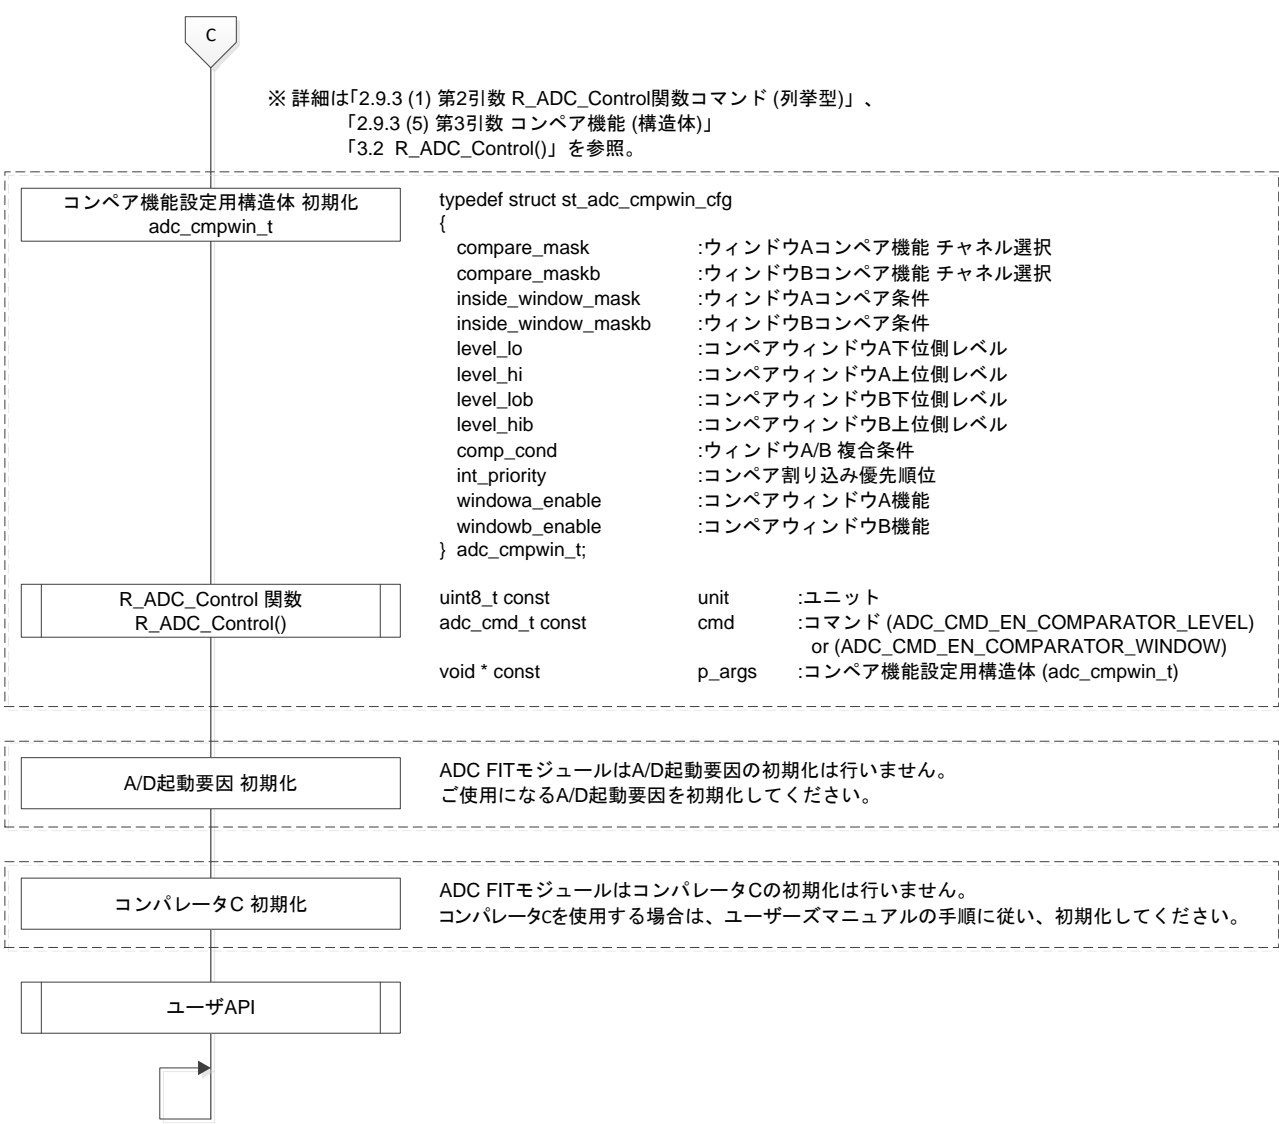 C
※ 詳細は「2.9.3 (1) 第2引数 R_ADC_Control関数コマンド (列挙型)」、
「2.9.3 (5) 第3引数 コンペア機能 (構造体)」
「3.2 R_ADC_Control()」を参照。
コンペア機能設定用構造体 初期化
adc_cmpwin_t
typedef struct st_adc_cmpwin_cfg
{
compare_mask :ウィンドウAコンペア機能 チャネル選択
compare_maskb :ウィンドウBコンペア機能 チャネル選択
inside_window_mask :ウィンドウAコンペア条件
inside_window_maskb :ウィンドウBコンペア条件
level_lo :コンペアウィンドウA下位側レベル
level_hi :コンペアウィンドウA上位側レベル
level_lob :コンペアウィンドウB下位側レベル
level_hib :コンペアウィンドウB上位側レベル
comp_cond :ウィンドウA/B 複合条件
int_priority :コンペア割り込み優先順位
windowa_enable :コンペアウィンドウA機能
windowb_enable :コンペアウィンドウB機能
} adc_cmpwin_t;
R_ADC_Control 関数
R_ADC_Control()
uint8_t const unit :ユニット
adc_cmd_t const cmd :コマンド (ADC_CMD_EN_COMPARATOR_LEVEL)
or (ADC_CMD_EN_COMPARATOR_WINDOW)
void * const p_args :コンペア機能設定用構造体 (adc_cmpwin_t)
A/D起動要因 初期化
ADC FITモジュールはA/D起動要因の初期化は行いません。
ご使用になるA/D起動要因を初期化してください。
コンパレータC 初期化
ADC FITモジュールはコンパレータCの初期化は行いません。
コンパレータCを使用する場合は、ユーザーズマニュアルの手順に従い、初期化してください。
ユーザAPI